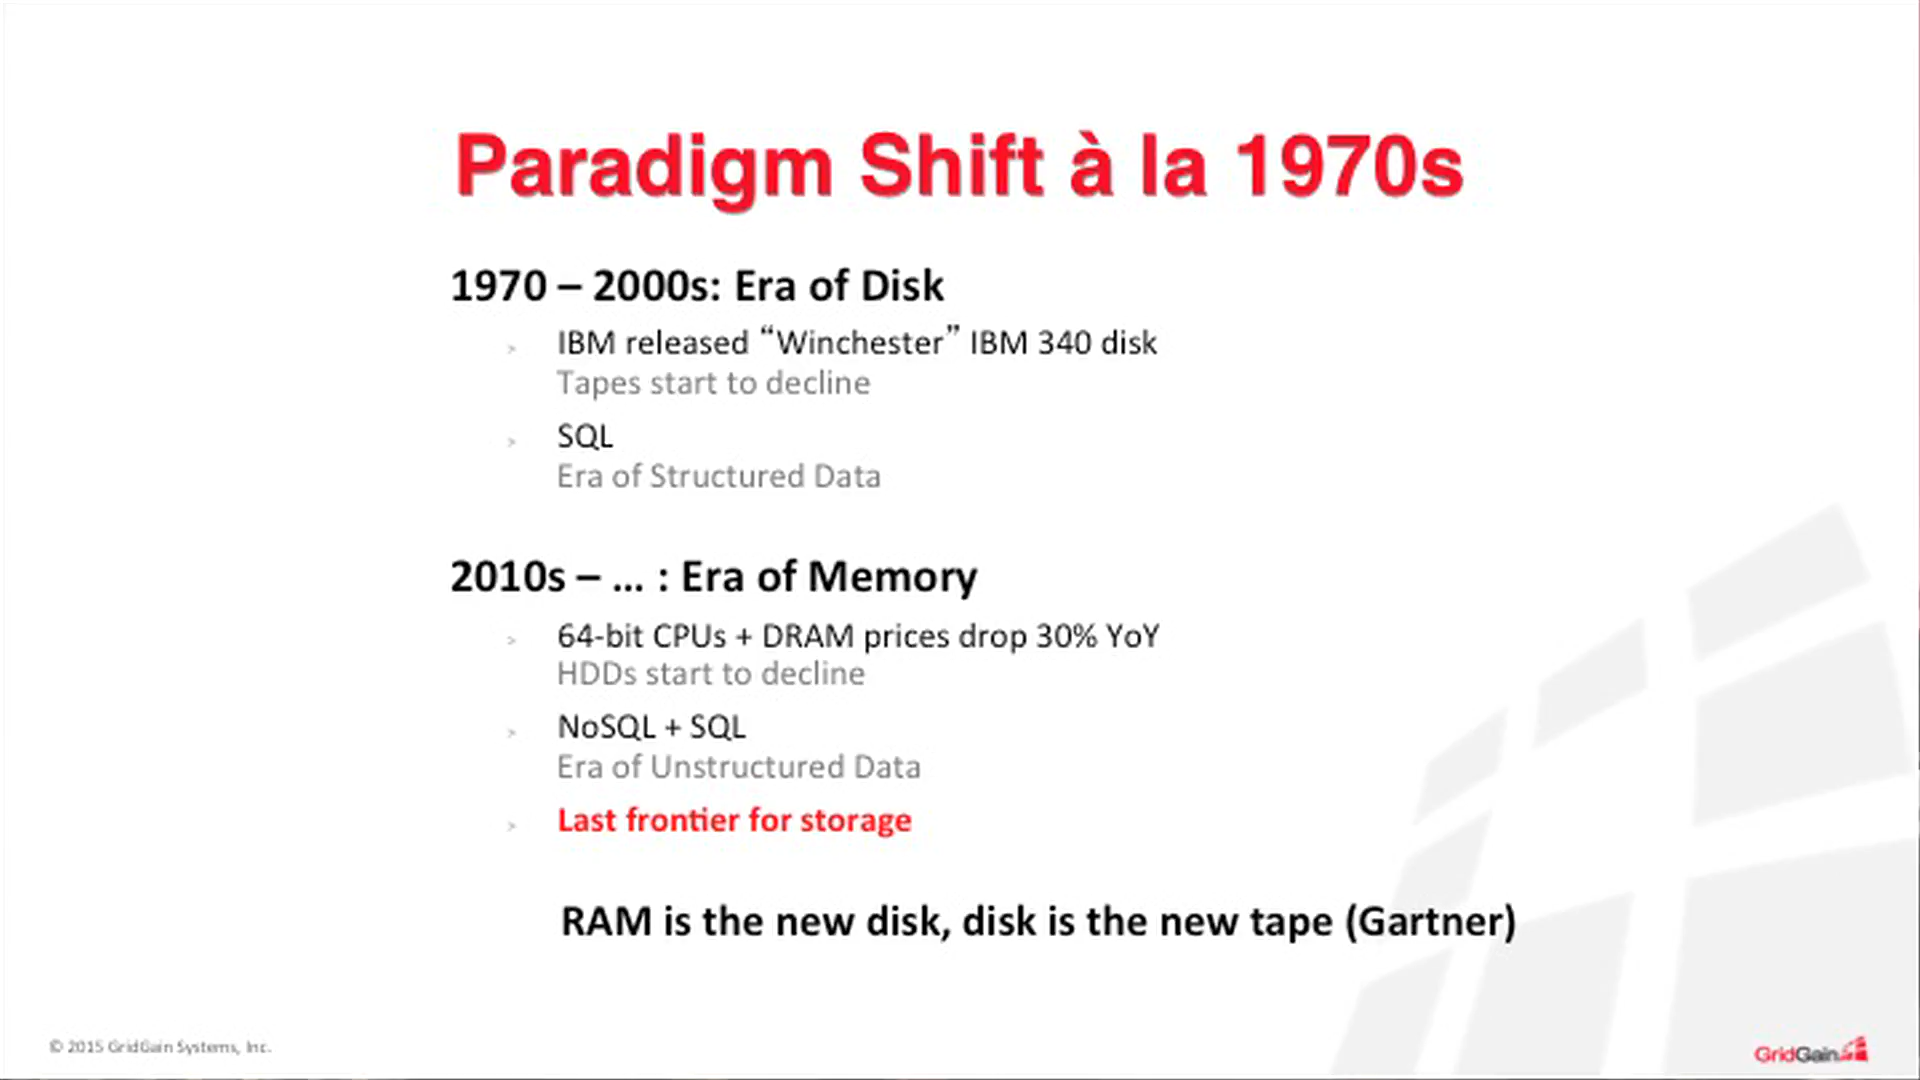 Paradigm Shift à la 1970s
1970 – 2000s: Era of Disk
> IBM released “Winchester” IBM 340 disk
Tapes start to decline
> SQL
Era of Structured Data
2010s – ... : Era of Memory
> 64-bit CPUs + DRAM prices drop 30% YoY
HDDs start to decline
> NoSQL + SQL
Era of Unstructured Data
> Last frontier for storage
RAM is the new disk, disk is the new tape (Gartner)
© 2015 GridGain Systems, Inc.
GridGain